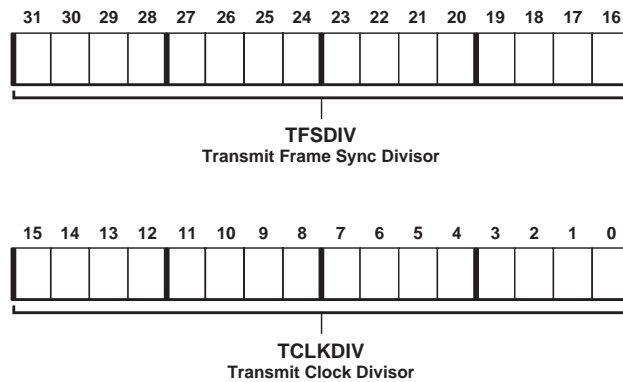 31 30 29 28 27 26 25 24 23 22 21 20 19 18 17 16
TFSDIV
Transmit Frame Sync Divisor
15 14 13 12 11 10 9 8 7 6 5 4 3 2 1 0
TCLKDIV
Transmit Clock Divisor